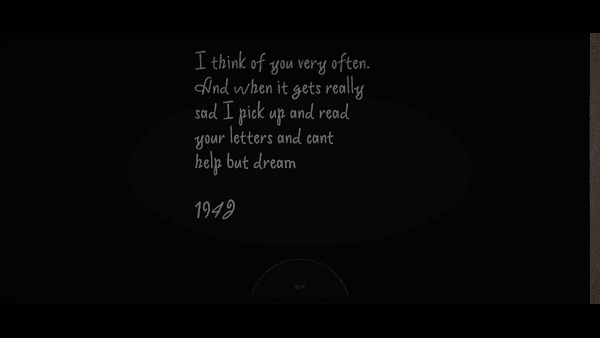 I think of you very often.
And when it gets really
sad I pick up and read
your letters and cant
help but dream
1949